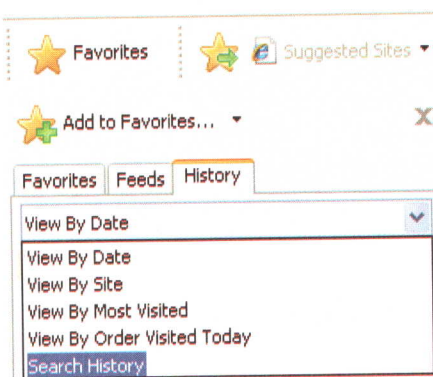 Favorites Suggested Sites
Add to Favorites... X
Favorites Feeds History
View By Date
View By Date
View By Site
View By Most Visited
View By Order Visited Today
Search History